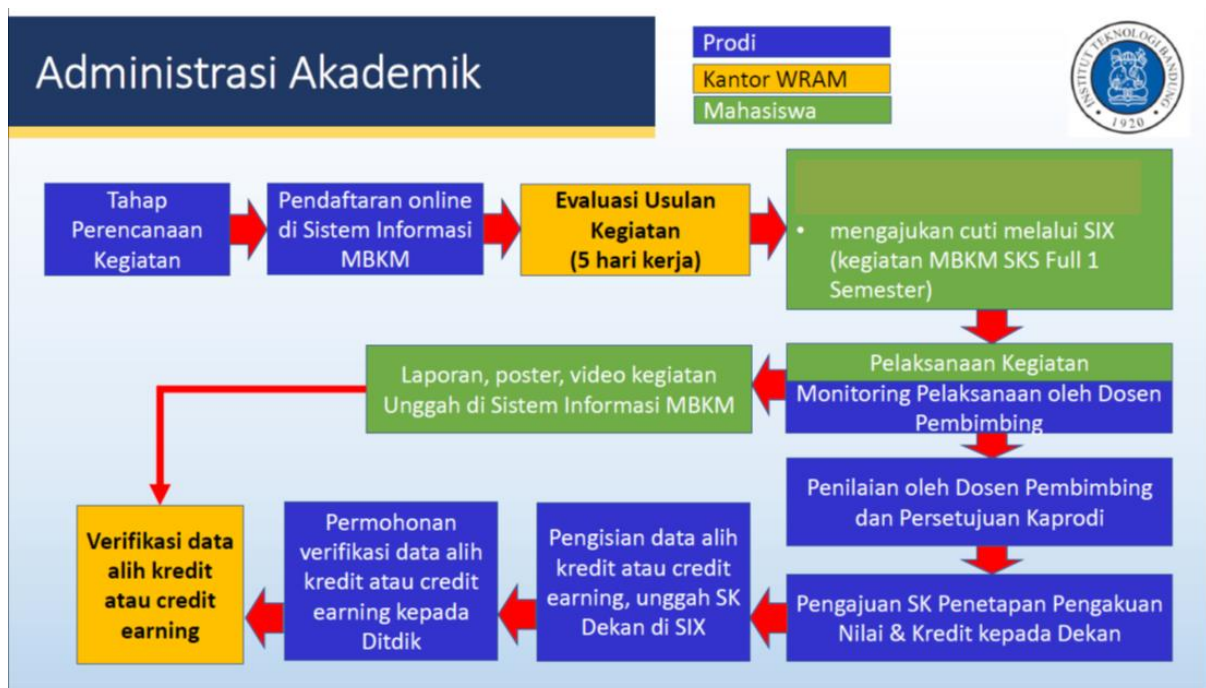 Administrasi Akademik
Prodi
Kantor WRAM
Mahasiswa
INSTITUT TEKNOLOGI BANDUNG
1920
Tahap
Perencanaan
Kegiatan
Pendaftaran online
di Sistem Informasi
MBKM
Evaluasi Usulan
Kegiatan
(5 hari kerja)
• mengajukan cuti melalui SIX
(kegiatan MBKM SKS Full 1
Semester)
Pelaksanaan Kegiatan
Monitoring Pelaksanaan oleh Dosen
Pembimbing
Laporan, poster, video kegiatan
Unggah di Sistem Informasi MBKM
Penilaian oleh Dosen Pembimbing
dan Persetujuan Kaprodi
Pengajuan SK Penetapan Pengakuan
Nilai & Kredit kepada Dekan
Pengisian data alih
kredit atau credit
earning, unggah SK
Dekan di SIX
Permohonan
verifikasi data alih
kredit atau credit
earning kepada
Ditdik
Verifikasi data
alih kredit
atau credit
earning